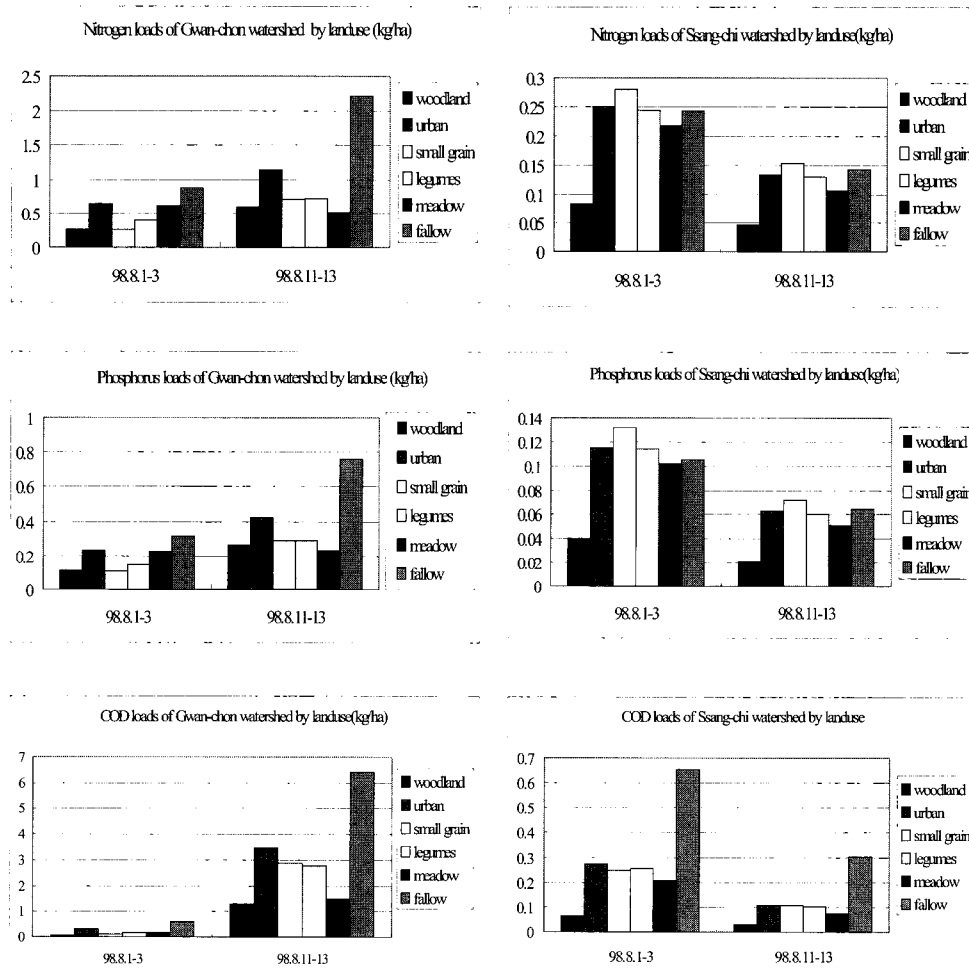 Nitrogen loads of Gwan-chon watershed by landuse (kg/ha)
2.5
2
1.5
1
0.5
0
98.8.1-3
98.8.11-13
woodland
urban
small grain
legumes
meadow
fallow
Nitrogen loads of Ssang-chi watershed by landuse(kg/ha)
0.3
0.25
0.2
0.15
0.1
0.05
0
98.8.1-3
98.8.11-13
woodland
urban
small grain
legumes
meadow
fallow
Phosphorus loads of Gwan-chon watershed by landuse (kg/ha)
1
0.8
0.6
0.4
0.2
0
98.8.1-3
98.8.11-13
woodland
urban
small grain
legumes
meadow
fallow
Phosphorus loads of Ssang-chi watershed by landuse(kg/ha)
0.14
0.12
0.1
0.08
0.06
0.04
0.02
0
98.8.1-3
98.8.11-13
woodland
urban
small grain
legumes
meadow
fallow
COD loads of Gwan-chon watershed by landuse(kg/ha)
7
6
5
4
3
2
1
0
98.8.1-3
98.8.11-13
woodland
urban
small grain
legumes
meadow
fallow
COD loads of Ssang-chi watershed by landuse
0.7
0.6
0.5
0.4
0.3
0.2
0.1
0
98.8.1-3
98.8.11-13
woodland
urban
small grain
legumes
meadow
fallow